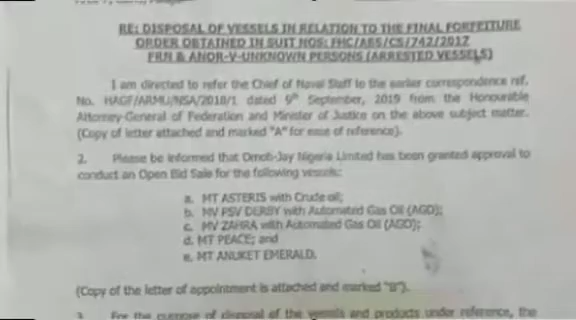 RE: DISPOSAL OF VESSELS IN RELATION TO THE FINAL FORFEITURE
ORDER OBTAINED IN SUIT NOS: FHC/ABS/CS/742/2017
FRN & ANOR-V-UNKNOWN PERSONS (ARRESTED VESSELS)
I am directed to refer the Chief of Naval Staff to the earlier correspondence ref.
No. HAGF/ARMU/NSA/2018/1 dated 9th September, 2019 from the Honourable
Attorney-General of Federation and Minister of Justice on the above subject matter.
(Copy of letter attached and marked "A" for ease of reference).
2. Please be informed that Omoh-Jay Nigeria Limited has been granted approval to
conduct an Open Bid Sale for the following vessels:
a. MT ASTERIS with Crude oil;
b. MV PSV DERBY with Automated Gas Oil (AGO);
c. MV ZAHRA with Automated Gas Oil (AGO);
d. MT PEACE; and
e. MT ANUKET EMERALD.
(Copy of the letter of appointment is attached and marked "B").
3. For the purpose of disposal of the vessels and products under reference, the